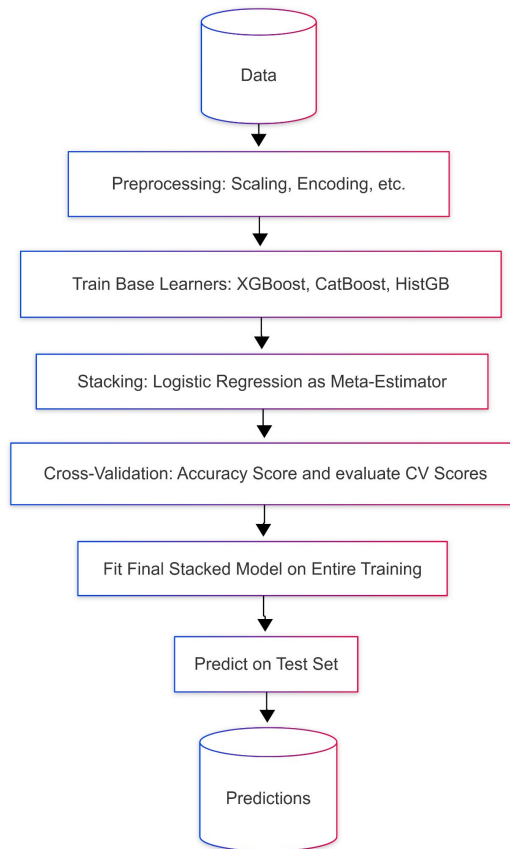 Data
Preprocessing: Scaling, Encoding, etc.
Train Base Learners: XGBoost, CatBoost, HistGB
Stacking: Logistic Regression as Meta-Estimator
Cross-Validation: Accuracy Score and evaluate CV Scores
Fit Final Stacked Model on Entire Training
Predict on Test Set
Predictions